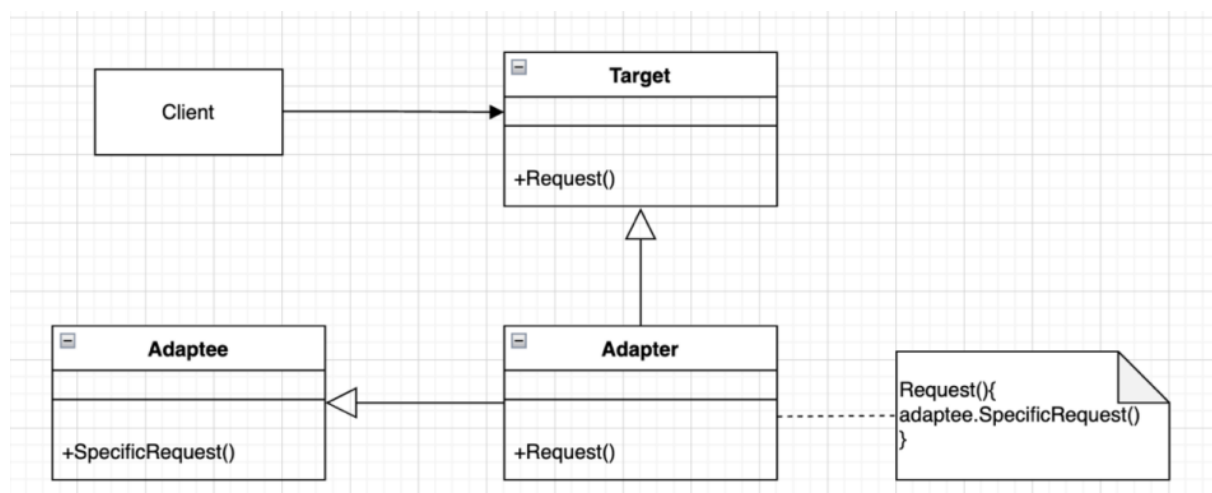 Client
Target
+Request()
Adaptee
+SpecificRequest()
Adapter
+Request()
Request(){
adaptee.SpecificRequest()
}